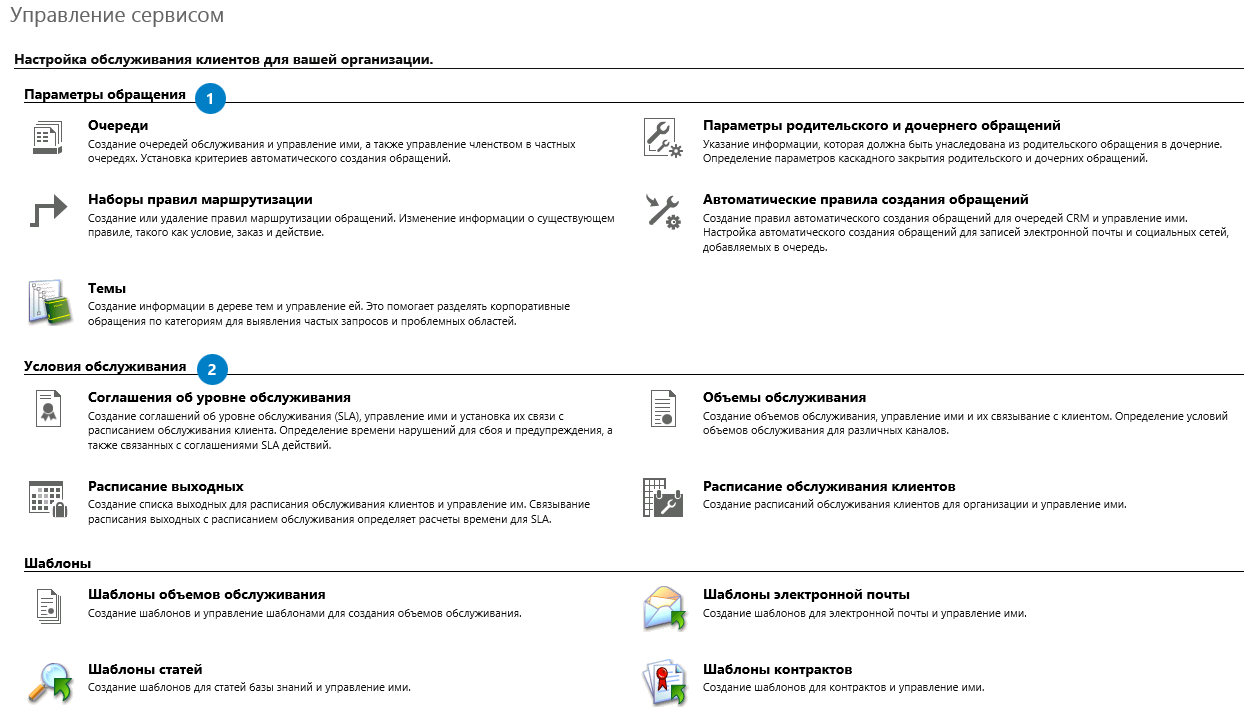 Управление сервисом
Настройка обслуживания клиентов для вашей организации.
Параметры обращения 1
Очереди
Создание очередей обслуживания и управление ими, а также управление членством в частных
очередях. Установка критериев автоматического создания обращений.
Параметры родительского и дочернего обращений
Указание информации, которая должна быть унаследована из родительского обращения в дочерние.
Определение параметров каскадного закрытия родительского и дочерних обращений.
Наборы правил маршрутизации
Создание или удаление правил маршрутизации обращений. Изменение информации о существующем
правиле, такого как условие, заказ и действие.
Автоматические правила создания обращений
Создание правил автоматического создания обращений для очередей CRM и управление ими.
Настройка автоматического создания обращений для записей электронной почты и социальных сетей,
добавляемых в очередь.
Темы
Создание информации в дереве тем и управление ей. Это помогает разделять корпоративные
обращения по категориям для выявления частых запросов и проблемных областей.
Условия обслуживания 2
Соглашения об уровне обслуживания
Создание соглашений об уровне обслуживания (SLA), управление ими и установка их связи с
расписанием обслуживания клиента. Определение времени нарушений для сбоя и предупреждения, а
также связанных с соглашениями SLA действий.
Объемы обслуживания
Создание объемов обслуживания, управление ими и их связывание с клиентом. Определение условий
объемов обслуживания для различных каналов.
Расписание выходных
Создание списка выходных для расписания обслуживания клиентов и управление им. Связывание
расписания выходных с расписанием обслуживания определяет расчеты времени для SLA.
Расписание обслуживания клиентов
Создание расписаний обслуживания клиентов для организации и управление ими.
Шаблоны
Шаблоны объемов обслуживания
Создание шаблонов и управление шаблонами для создания объемов обслуживания.
Шаблоны электронной почты
Создание шаблонов для электронной почты и управление ими.
Шаблоны статей
Создание шаблонов для статей базы знаний и управление ими.
Шаблоны контрактов
Создание шаблонов для контрактов и управление ими.